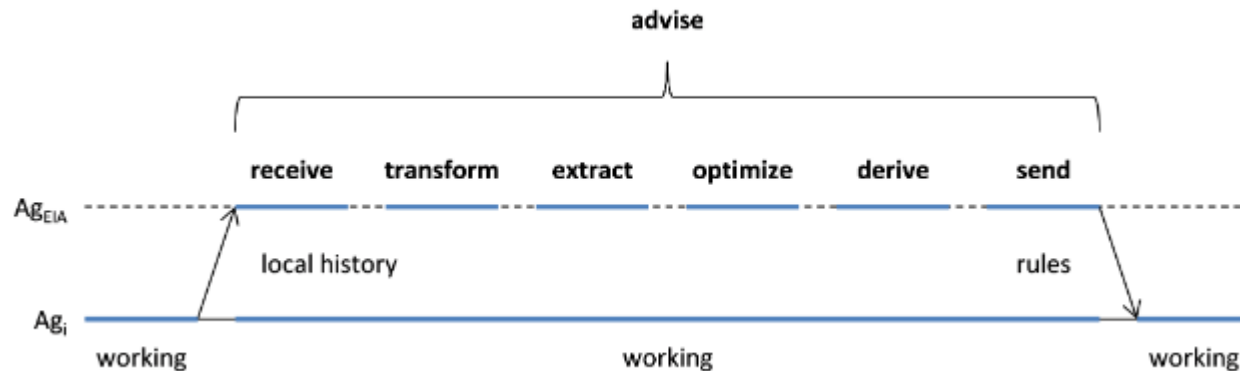 advise
receive transform extract optimize derive send
Ag_EIA
local history rules
Ag_i
working working working